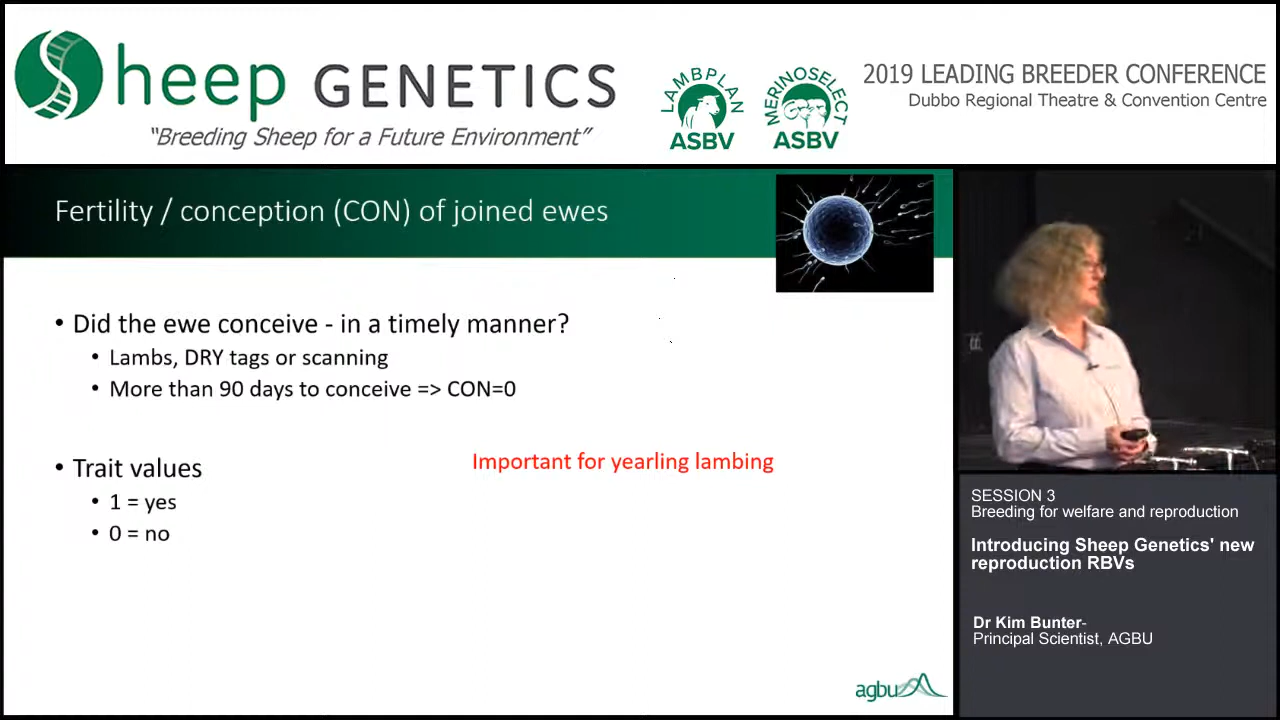 Sheep GENETICS
"Breeding Sheep for a Future Environment"
LAMBPLAN
ASBV
MERINOSELECT
ASBV
2019 LEADING BREEDER CONFERENCE
Dubbo Regional Theatre & Convention Centre
Fertility / conception (CON) of joined ewes
• Did the ewe conceive - in a timely manner?
• Lambs, DRY tags or scanning
• More than 90 days to conceive => CON=0
• Trait values
Important for yearling lambing
• 1 = yes
• 0 = no
agbu
SESSION 3
Breeding for welfare and reproduction
Introducing Sheep Genetics' new
reproduction RBVs
Dr Kim Bunter-
Principal Scientist, AGBU